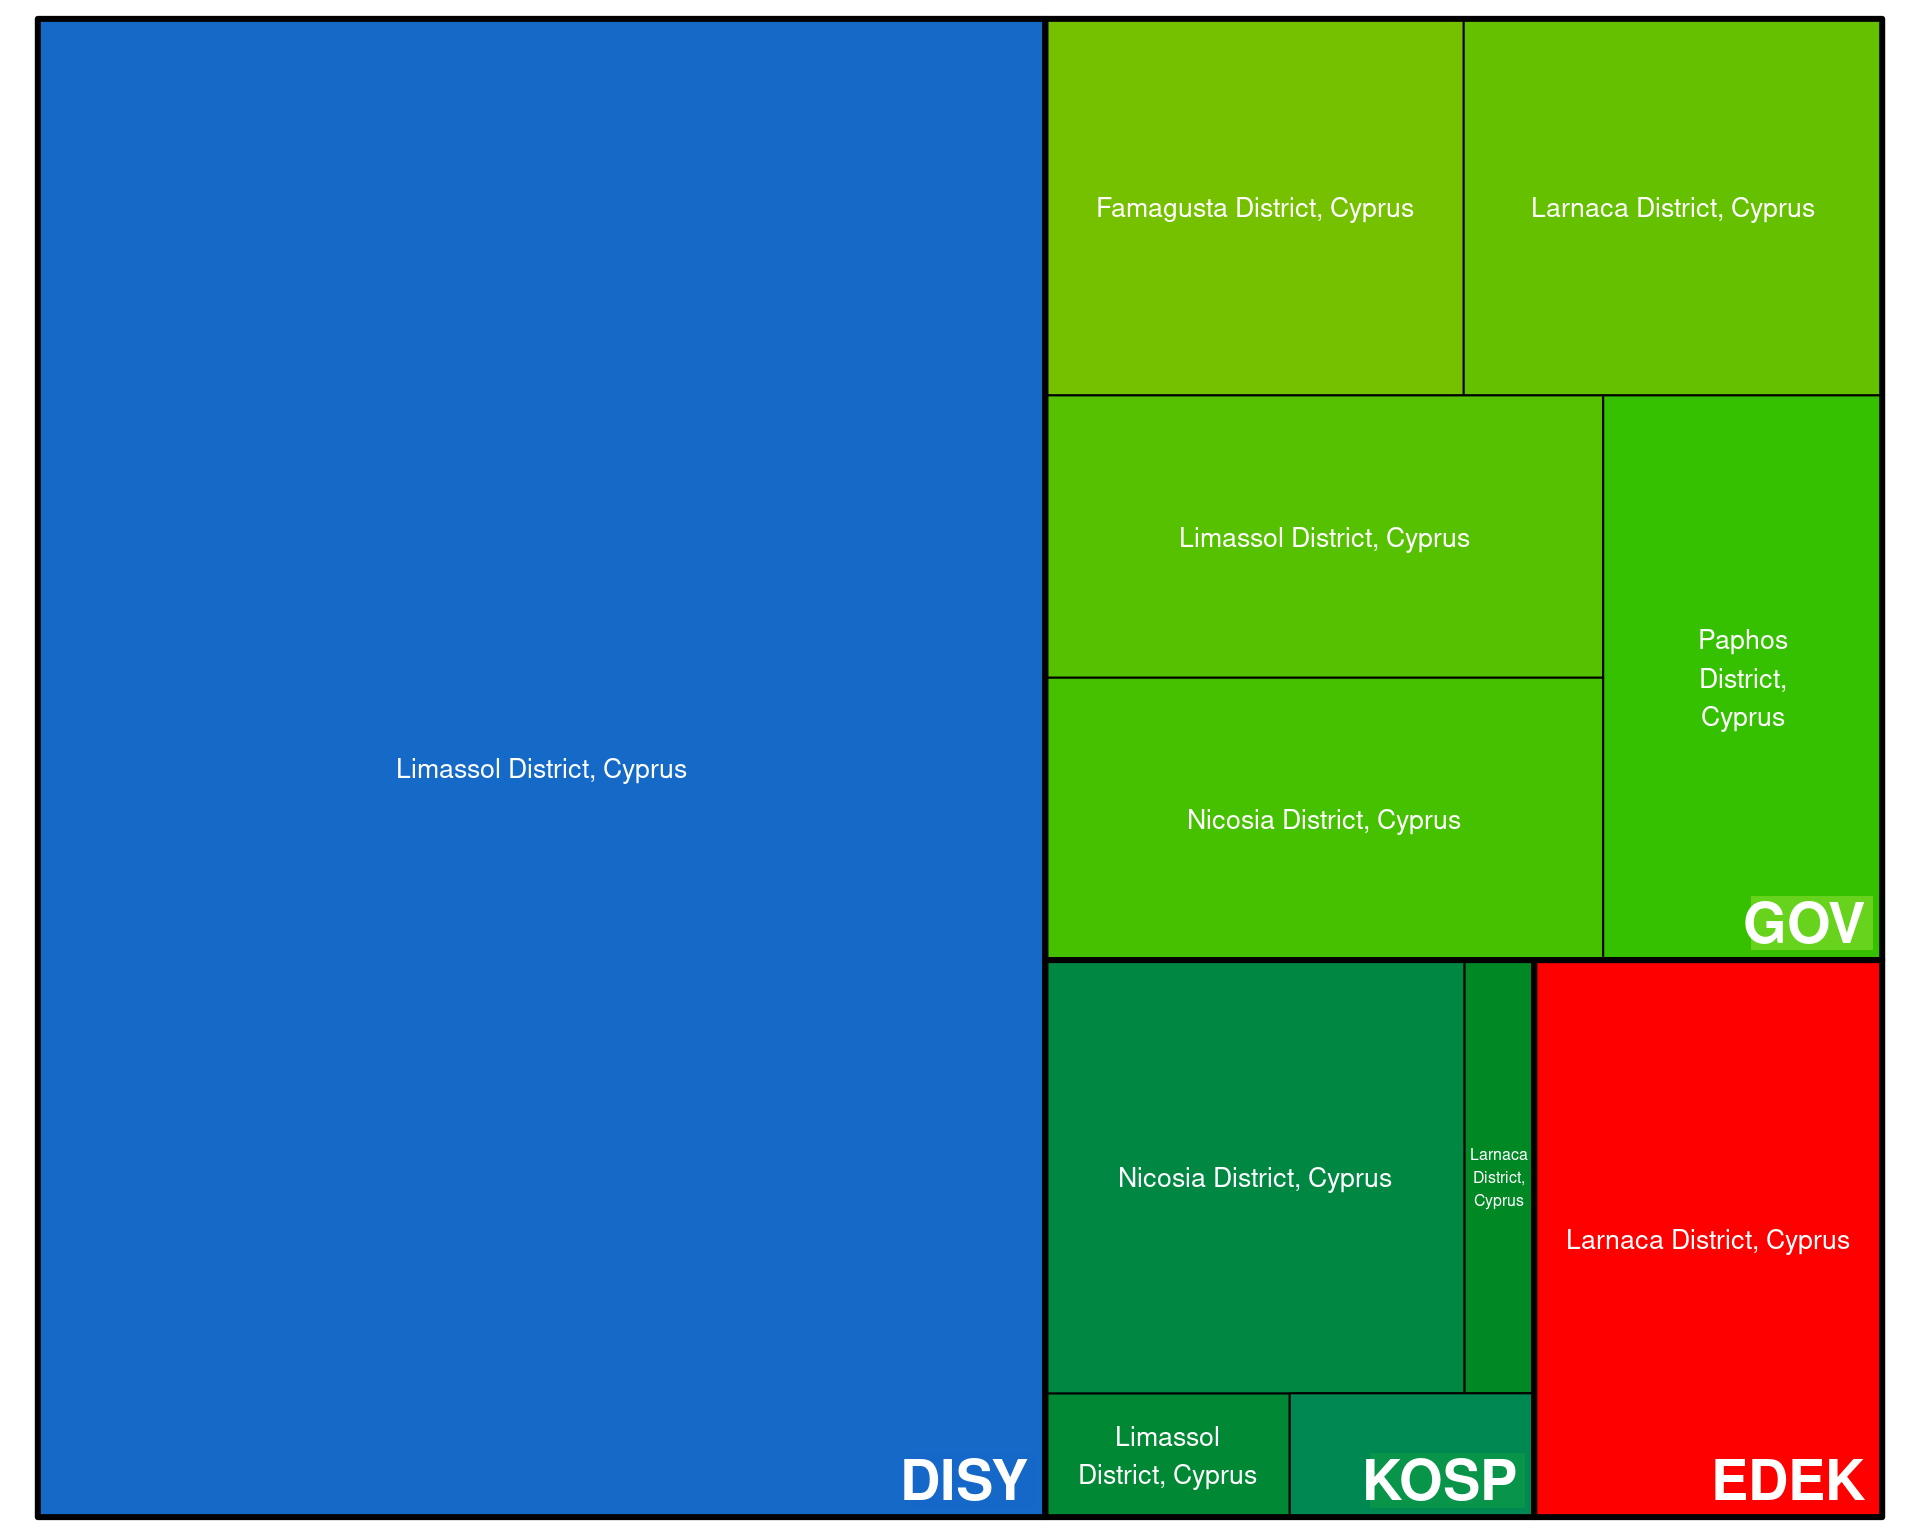 Limassol District, Cyprus
DISY
Famagusta District, Cyprus
Larnaca District, Cyprus
Limassol District, Cyprus
Nicosia District, Cyprus
Paphos
District,
Cyprus
GOV
Nicosia District, Cyprus
Larnaca
District,
Cyprus
Limassol
District, Cyprus
KOSP
Larnaca District, Cyprus
EDEK